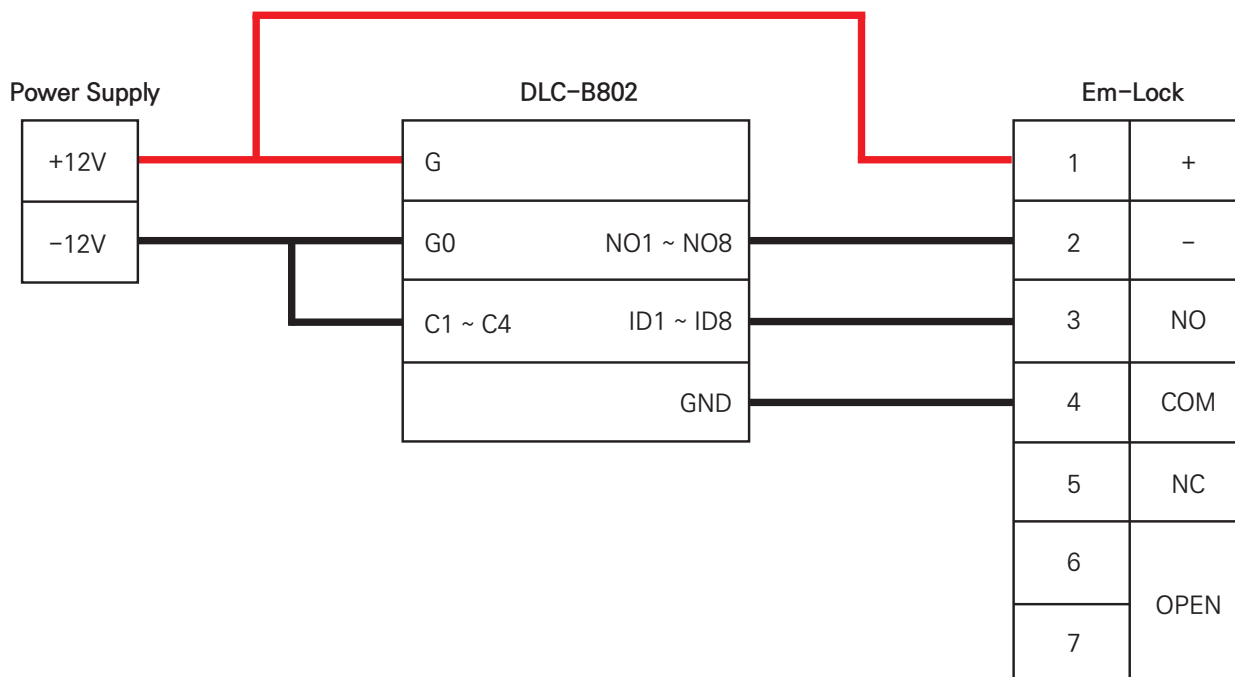 Power Supply
DLC-B802
Em-Lock
+12V
G
1
+
-12V
G0
NO1 ~ NO8
2
-
C1 ~ C4
ID1 ~ ID8
3
NO
GND
4
COM
5
NC
6
OPEN
7